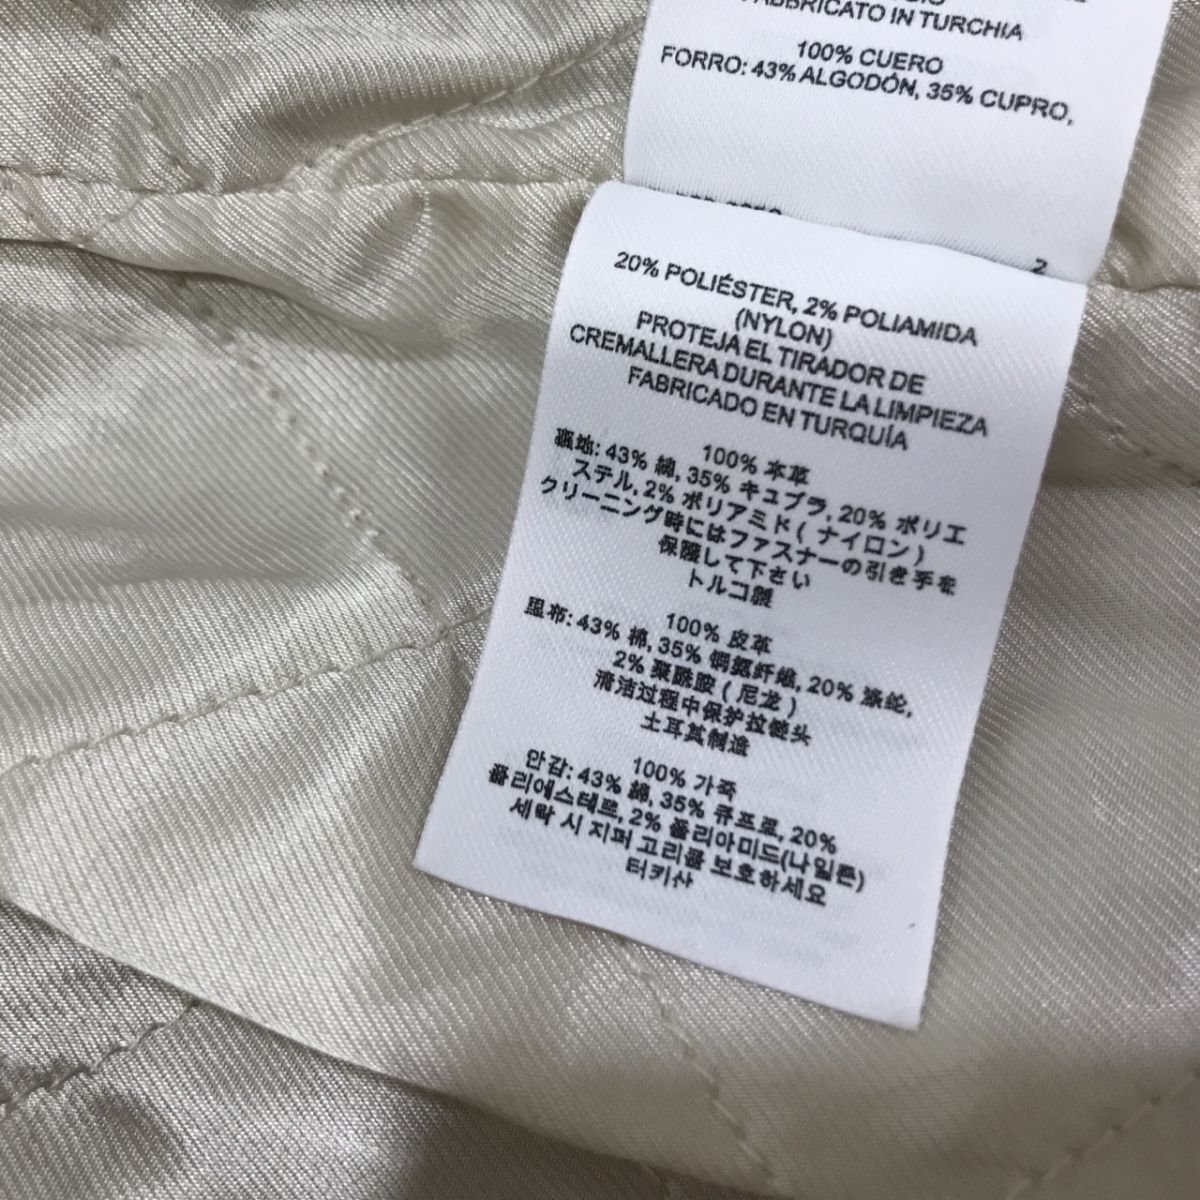 FABBRICATO IN TURCHIA
100% CUERO
FORRO: 43% ALGODÓN, 35% CUPRO,
2
20% POLIÉSTER, 2% POLIAMIDA
(NYLON)
PROTEJA EL TIRADOR DE
CREMALLERA DURANTE LA LIMPIEZA
FABRICADO EN TURQUÍA
100% 本革
裏地: 43% 綿, 35% キュプラ, 20% ポリエ
ステル, 2% ポリアミド ( ナイロン )
クリーニング時にはファスナーの引き手を
保護して下さい
トルコ製
100% 皮革
里布: 43% 棉, 35% 铜氨纤维, 20% 涤纶,
2% 聚酰胺 ( 尼龙 )
清洁过程中保护拉链头
土耳其制造
100% 가죽
안감: 43% 綿, 35% 큐프로, 20%
폴리에스테르, 2% 폴리아미드(나일론)
세탁 시 지퍼 고리를 보호하세요
터키산